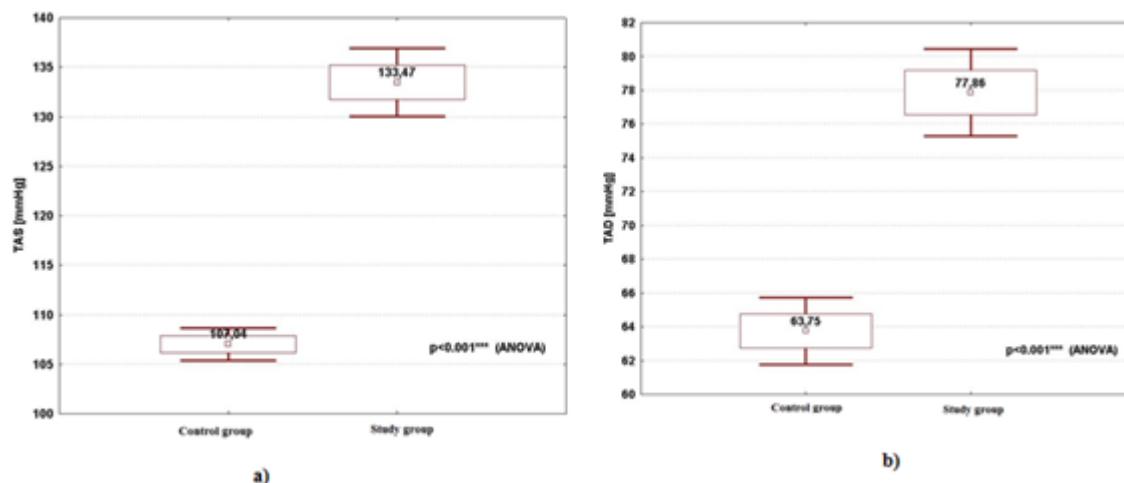 140
135
130
125
120
115
110
105
100
TAS [mmHg]
133,47
107,04
p<0.001*** (ANOVA)
Control group
Study group
a)
82
80
78
76
74
72
70
68
66
64
62
60
TAD [mmHg]
77,86
63,75
p<0.001*** (ANOVA)
Control group
Study group
b)